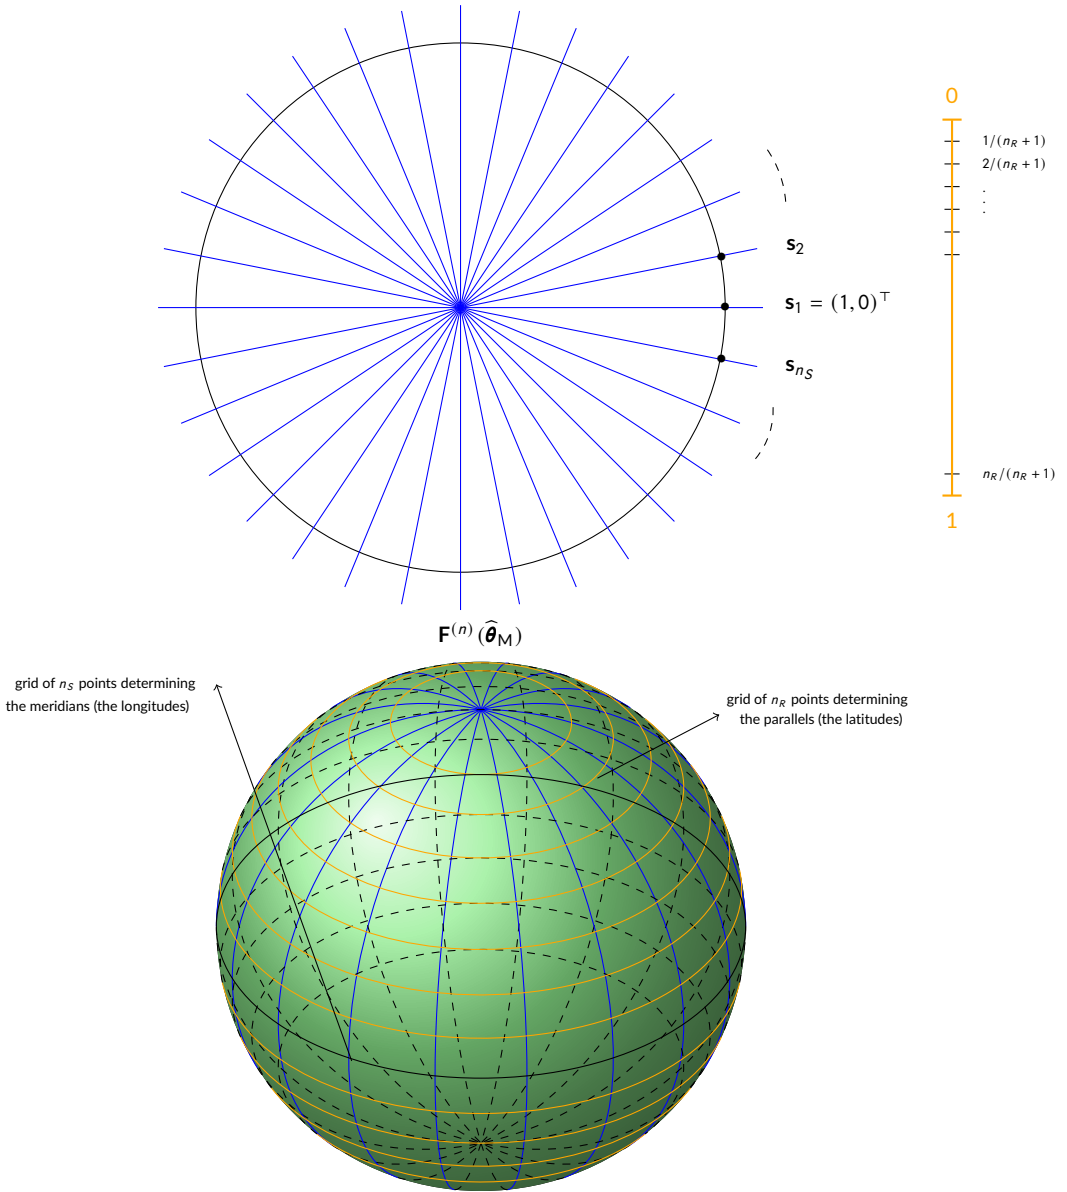 0
1/(n_R + 1)
2/(n_R + 1)
.
.
.
s_2
s_1 = (1, 0)^⊤
s_{n_S}
n_R/(n_R + 1)
1
F^{(n)}(θ̂_M)
grid of n_S points determining
the meridians (the longitudes)
grid of n_R points determining
the parallels (the latitudes)